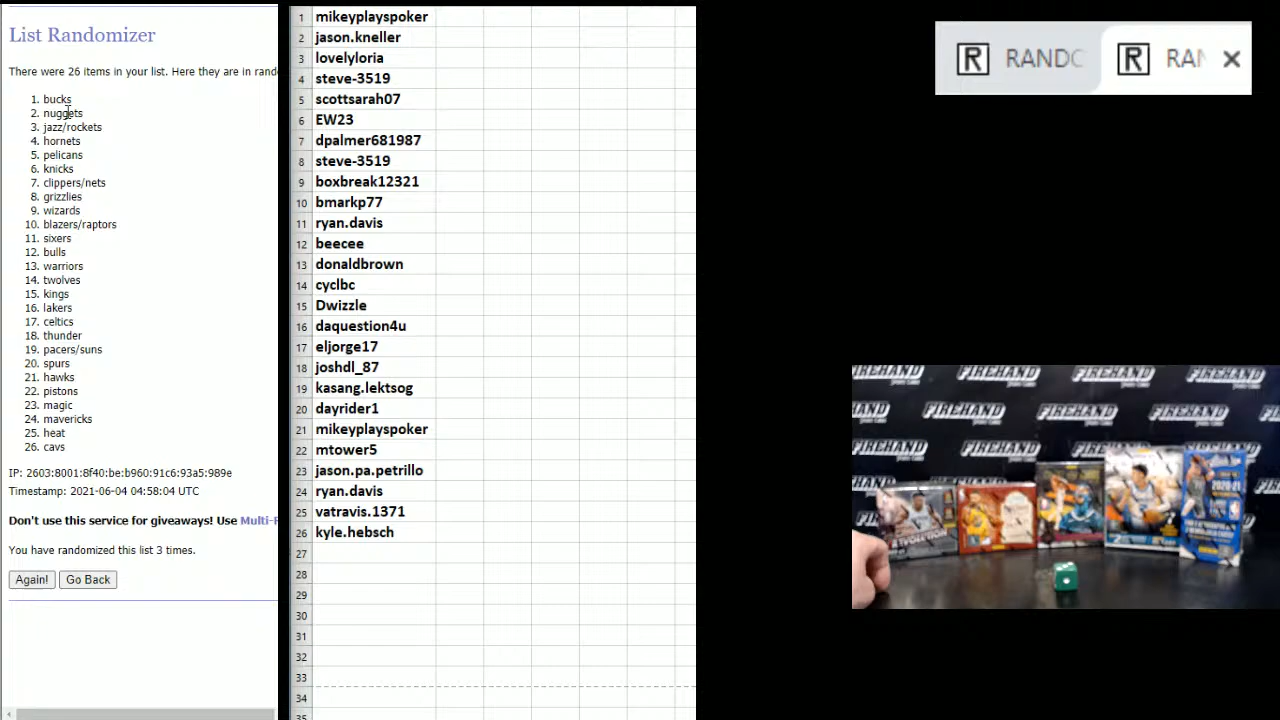 List Randomizer
There were 26 items in your list. Here they are in rand
1. bucks
2. nuggets
3. jazz/rockets
4. hornets
5. pelicans
6. knicks
7. clippers/nets
8. grizzlies
9. wizards
10. blazers/raptors
11. sixers
12. bulls
13. warriors
14. twolves
15. kings
16. lakers
17. celtics
18. thunder
19. pacers/suns
20. spurs
21. hawks
22. pistons
23. magic
24. mavericks
25. heat
26. cavs
IP: 2603:8001:8f40:be:b960:91c6:93a5:989e
Timestamp: 2021-06-04 04:58:04 UTC
Don't use this service for giveaways! Use Multi-R
You have randomized this list 3 times.
Again! Go Back
1 mikeyplayspoker
2 jason.kneller
3 lovelyloria
4 steve-3519
5 scottsarah07
6 EW23
7 dpalmer681987
8 steve-3519
9 boxbreak12321
10 bmarkp77
11 ryan.davis
12 beecee
13 donaldbrown
14 cyclbc
15 Dwizzle
16 daquestion4u
17 eljorge17
18 joshdl_87
19 kasang.lektsog
20 dayrider1
21 mikeyplayspoker
22 mtower5
23 jason.pa.petrillo
24 ryan.davis
25 vatravis.1371
26 kyle.hebsch
27
28
29
30
31
32
33
34
35
R RANDO R RAN
FIREHAND FIREHAND FIREHAND
FIREHAND FIREHAND
FIREHAND